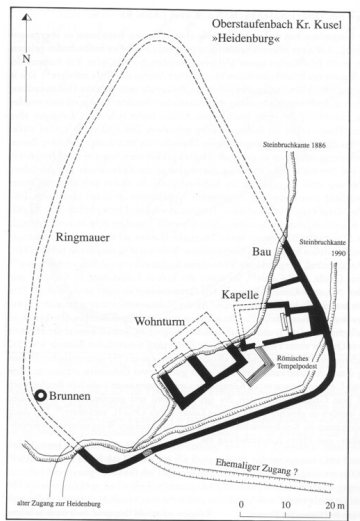 Oberstaufenbach Kr. Kusel
»Heidenburg«
N
Steinbruchkante 1886
Ringmauer
Bau
Steinbruchkante
1990
Kapelle
Wohnturm
Römisches
Tempelpodest
Brunnen
Ehemaliger Zugang ?
alter Zugang zur Heidenburg
0 10 20 m